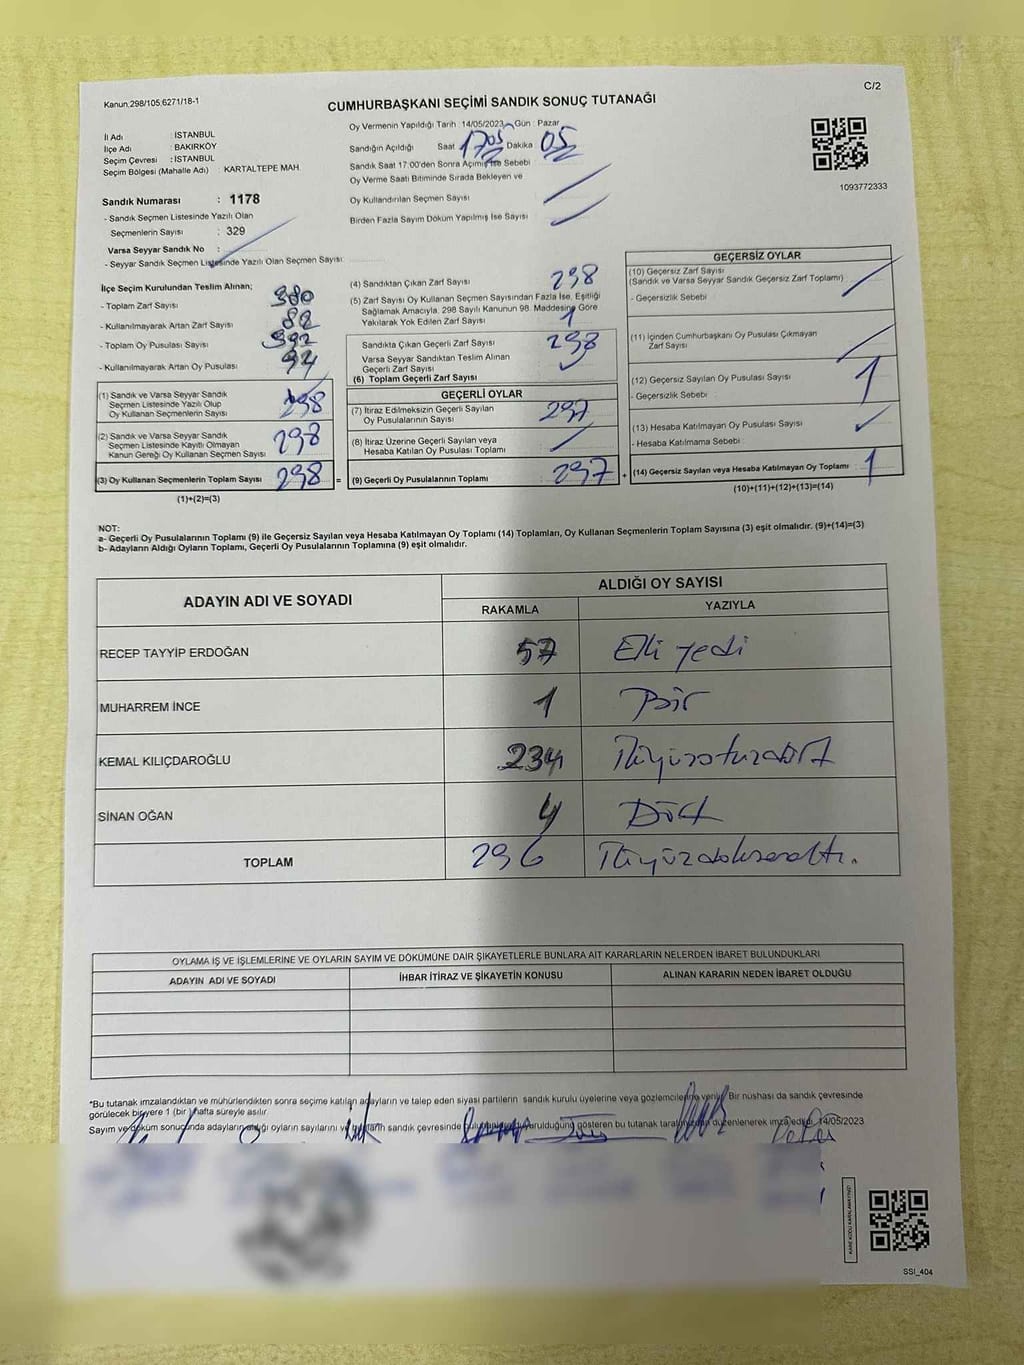 Kanun.298/105,6271/18-1
C/2
CUMHURBAŞKANI SEÇİMİ SANDIK SONUÇ TUTANAĞI
İl Adı : İSTANBUL
İlçe Adı : BAKIRKÖY
Seçim Çevresi : İSTANBUL
Seçim Bölgesi (Mahalle Adı) : KARTALTEPE MAH
Sandık Numarası : 1178
- Sandık Seçmen Listesinde Yazılı Olan
Seçmenlerin Sayısı : 329
Varsa Seyyar Sandık No :
- Seyyar Sandık Seçmen Listesinde Yazılı Olan Seçmen Sayısı:
Oy Vermenin Yapıldığı Tarih : 14/05/2023 Gün : Pazar
Sandığın Açıldığı Saat 1705 Dakika 05
Sandık Saat 17:00'den Sonra Açımış ise Sebebi
Oy Verme Saati Bitiminde Sırada Bekleyen ve
Oy Kullandırılan Seçmen Sayısı
Birden Fazla Sayım Döküm Yapılmış İse Sayısı
1093772333
İlçe Seçim Kurulundan Teslim Alınan;
- Toplam Zarf Sayısı 380
- Kullanılmayarak Artan Zarf Sayısı 82
- Toplam Oy Pusulası Sayısı 392
- Kullanılmayarak Artan Oy Pusulası 94
(1) Sandık ve Varsa Seyyar Sandık
Seçmen Listesinde Yazılı Olup
Oy Kullanan Seçmenlerin Sayısı 298
(2) Sandık ve Varsa Seyyar Sandık
Seçmen Listesinde Kayıtlı Olmayan
Kanun Gereği Oy Kullanan Seçmen Sayısı 298
(3) Oy Kullanan Seçmenlerin Toplam Sayısı 298 =
(1)+(2)=(3)
(4) Sandıktan Çıkan Zarf Sayısı 298
(5) Zarf Sayısı Oy Kullanan Seçmen Sayısından Fazla İse, Eşitliği
Sağlamak Amacıyla, 298 Sayılı Kanunun 98. Maddesine Göre
Yakılarak Yok Edilen Zarf Sayısı 1
Sandıkta Çıkan Geçerli Zarf Sayısı 298
Varsa Seyyar Sandıktan Teslim Alınan
Geçerli Zarf Sayısı
(6) Toplam Geçerli Zarf Sayısı
GEÇERLİ OYLAR
(7) İtiraz Edilmeksizin Geçerli Sayılan
Oy Pusulalarının Sayısı 297
(8) İtiraz Üzerine Geçerli Sayılan veya
Hesaba Katılan Oy Pusulası Toplamı
(9) Geçerli Oy Pusulalarının Toplamı 297 +
GEÇERSİZ OYLAR
(10) Geçersiz Zarf Sayısı
(Sandık ve Varsa Seyyar Sandık Geçersiz Zarf Toplamı)
- Geçersizlik Sebebi
(11) İçinden Cumhurbaşkanı Oy Pusulası Çıkmayan
Zarf Sayısı
(12) Geçersiz Sayılan Oy Pusulası Sayısı 1
- Geçersizlik Sebebi
(13) Hesaba Katılmayan Oy Pusulası Sayısı
- Hesaba Katılmama Sebebi
(14) Geçersiz Sayılan veya Hesaba Katılmayan Oy Toplamı 1
(10)+(11)+(12)+(13)=(14)
NOT:
a- Geçerli Oy Pusulalarının Toplamı (9) ile Geçersiz Sayılan veya Hesaba Katılmayan Oy Toplamı (14) Toplamları, Oy Kullanan Seçmenlerin Toplam Sayısına (3) eşit olmalıdır. (9)+(14)=(3)
b- Adayların Aldığı Oyların Toplamı, Geçerli Oy Pusulalarının Toplamına (9) eşit olmalıdır.
ADAYIN ADI VE SOYADI
ALDIĞI OY SAYISI
RAKAMLA YAZIYLA
RECEP TAYYİP ERDOĞAN 57 Elli yedi
MUHARREM İNCE 1 Bir
KEMAL KILIÇDAROĞLU 234 İkiyüzotuzdört
SİNAN OĞAN 4 Dört
TOPLAM 296 İkiyüzdoksanaltı.
OYLAMA İŞ VE İŞLEMLERİNE VE OYLARIN SAYIM VE DÖKÜMÜNE DAİR ŞİKAYETLERLE BUNLARA AİT KARARLARIN NELERDEN İBARET BULUNDUKLARI
ADAYIN ADI VE SOYADI İHBAR İTİRAZ VE ŞİKAYETİN KONUSU ALINAN KARARIN NEDEN İBARET OLDUĞU
*Bu tutanak imzalandıktan ve mühürlendikten sonra seçime katılan adayların ve talep eden siyasi partilerin sandık kurulu üyelerine veya gözlemcilerine verilir. Bir nüshası da sandık çevresinde
görülecek bir yere 1 (bir ) hafta süreyle asılır.
Sayım ve döküm sonucunda adayların aldığı oyların sayılarını ve bunların sandık çevresinde duyurulduğunu gösteren bu tutanak tarafımızdan düzenlenerek imza edildi. 14/05/2023
KARE KODU KARALAMAYINIZ!
SSI_404